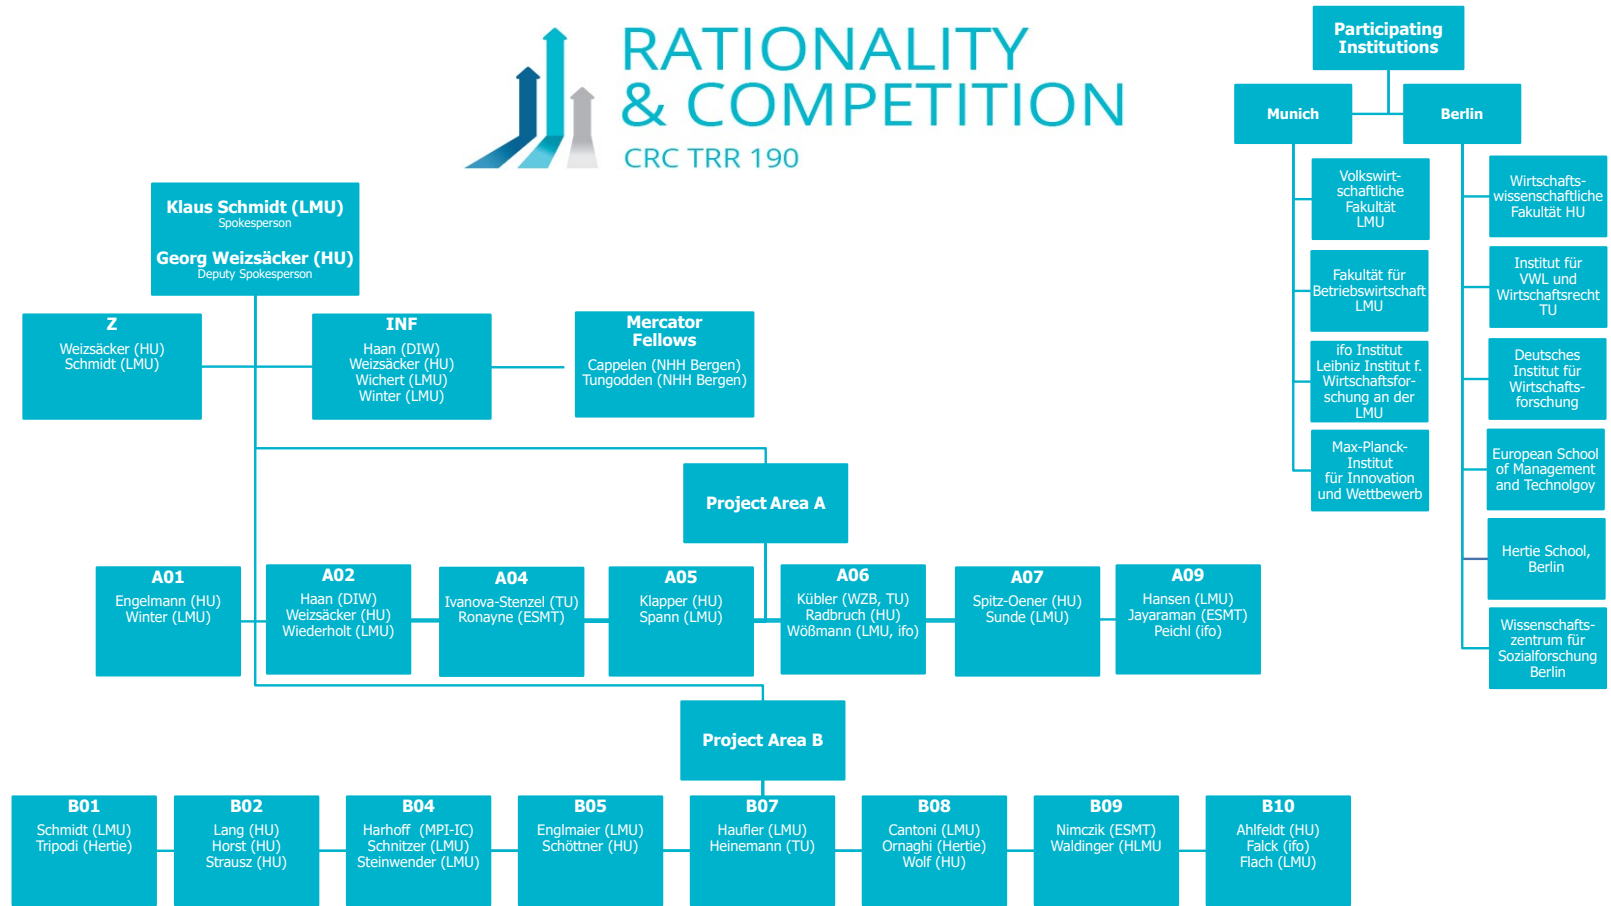 RATIONALITY
& COMPETITION
CRC TRR 190
Participating
Institutions
Munich
Berlin
Volkswirt-
schaftliche
Fakultät
LMU
Fakultät für
Betriebswirtschaft
LMU
ifo Institut
Leibniz Institut f.
Wirtschaftsfor-
schung an der
LMU
Max-Planck-
Institut
für Innovation
und Wettbewerb
Wirtschafts-
wissenschaftliche
Fakultät HU
Institut für
VWL und
Wirtschaftsrecht
TU
Deutsches
Institut für
Wirtschafts-
forschung
European School
of Management
and Technolgoy
Hertie School,
Berlin
Wissenschafts-
zentrum für
Sozialforschung
Berlin
Klaus Schmidt (LMU)
Spokesperson
Georg Weizsäcker (HU)
Deputy Spokesperson
Z
Weizsäcker (HU)
Schmidt (LMU)
INF
Haan (DIW)
Weizsäcker (HU)
Wichert (LMU)
Winter (LMU)
Mercator
Fellows
Cappelen (NHH Bergen)
Tungodden (NHH Bergen)
Project Area A
A01
Engelmann (HU)
Winter (LMU)
A02
Haan (DIW)
Weizsäcker (HU)
Wiederholt (LMU)
A04
Ivanova-Stenzel (TU)
Ronayne (ESMT)
A05
Klapper (HU)
Spann (LMU)
A06
Kübler (WZB, TU)
Radbruch (HU)
Wößmann (LMU, ifo)
A07
Spitz-Oener (HU)
Sunde (LMU)
A09
Hansen (LMU)
Jayaraman (ESMT)
Peichl (ifo)
Project Area B
B01
Schmidt (LMU)
Tripodi (Hertie)
B02
Lang (HU)
Horst (HU)
Strausz (HU)
B04
Harhoff (MPI-IC)
Schnitzer (LMU)
Steinwender (LMU)
B05
Englmaier (LMU)
Schöttner (HU)
B07
Haufler (LMU)
Heinemann (TU)
B08
Cantoni (LMU)
Ornaghi (Hertie)
Wolf (HU)
B09
Nimczik (ESMT)
Waldinger (HLMU
B10
Ahlfeldt (HU)
Falck (ifo)
Flach (LMU)